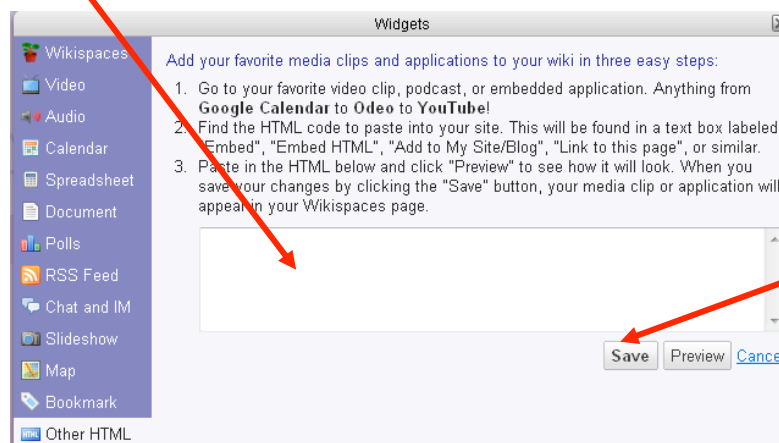 Widgets
Wikispaces
Video
Audio
Calendar
Spreadsheet
Document
Polls
RSS Feed
Chat and IM
Slideshow
Map
Bookmark
Other HTML
Add your favorite media clips and applications to your wiki in three easy steps:
1. Go to your favorite video clip, podcast, or embedded application. Anything from
Google Calendar to Odeo to YouTube!
2. Find the HTML code to paste into your site. This will be found in a text box labeled
"Embed", "Embed HTML", "Add to My Site/Blog", "Link to this page", or similar.
3. Paste in the HTML below and click "Preview" to see how it will look. When you
save your changes by clicking the "Save" button, your media clip or application will
appear in your Wikispaces page.
Save Preview Cance